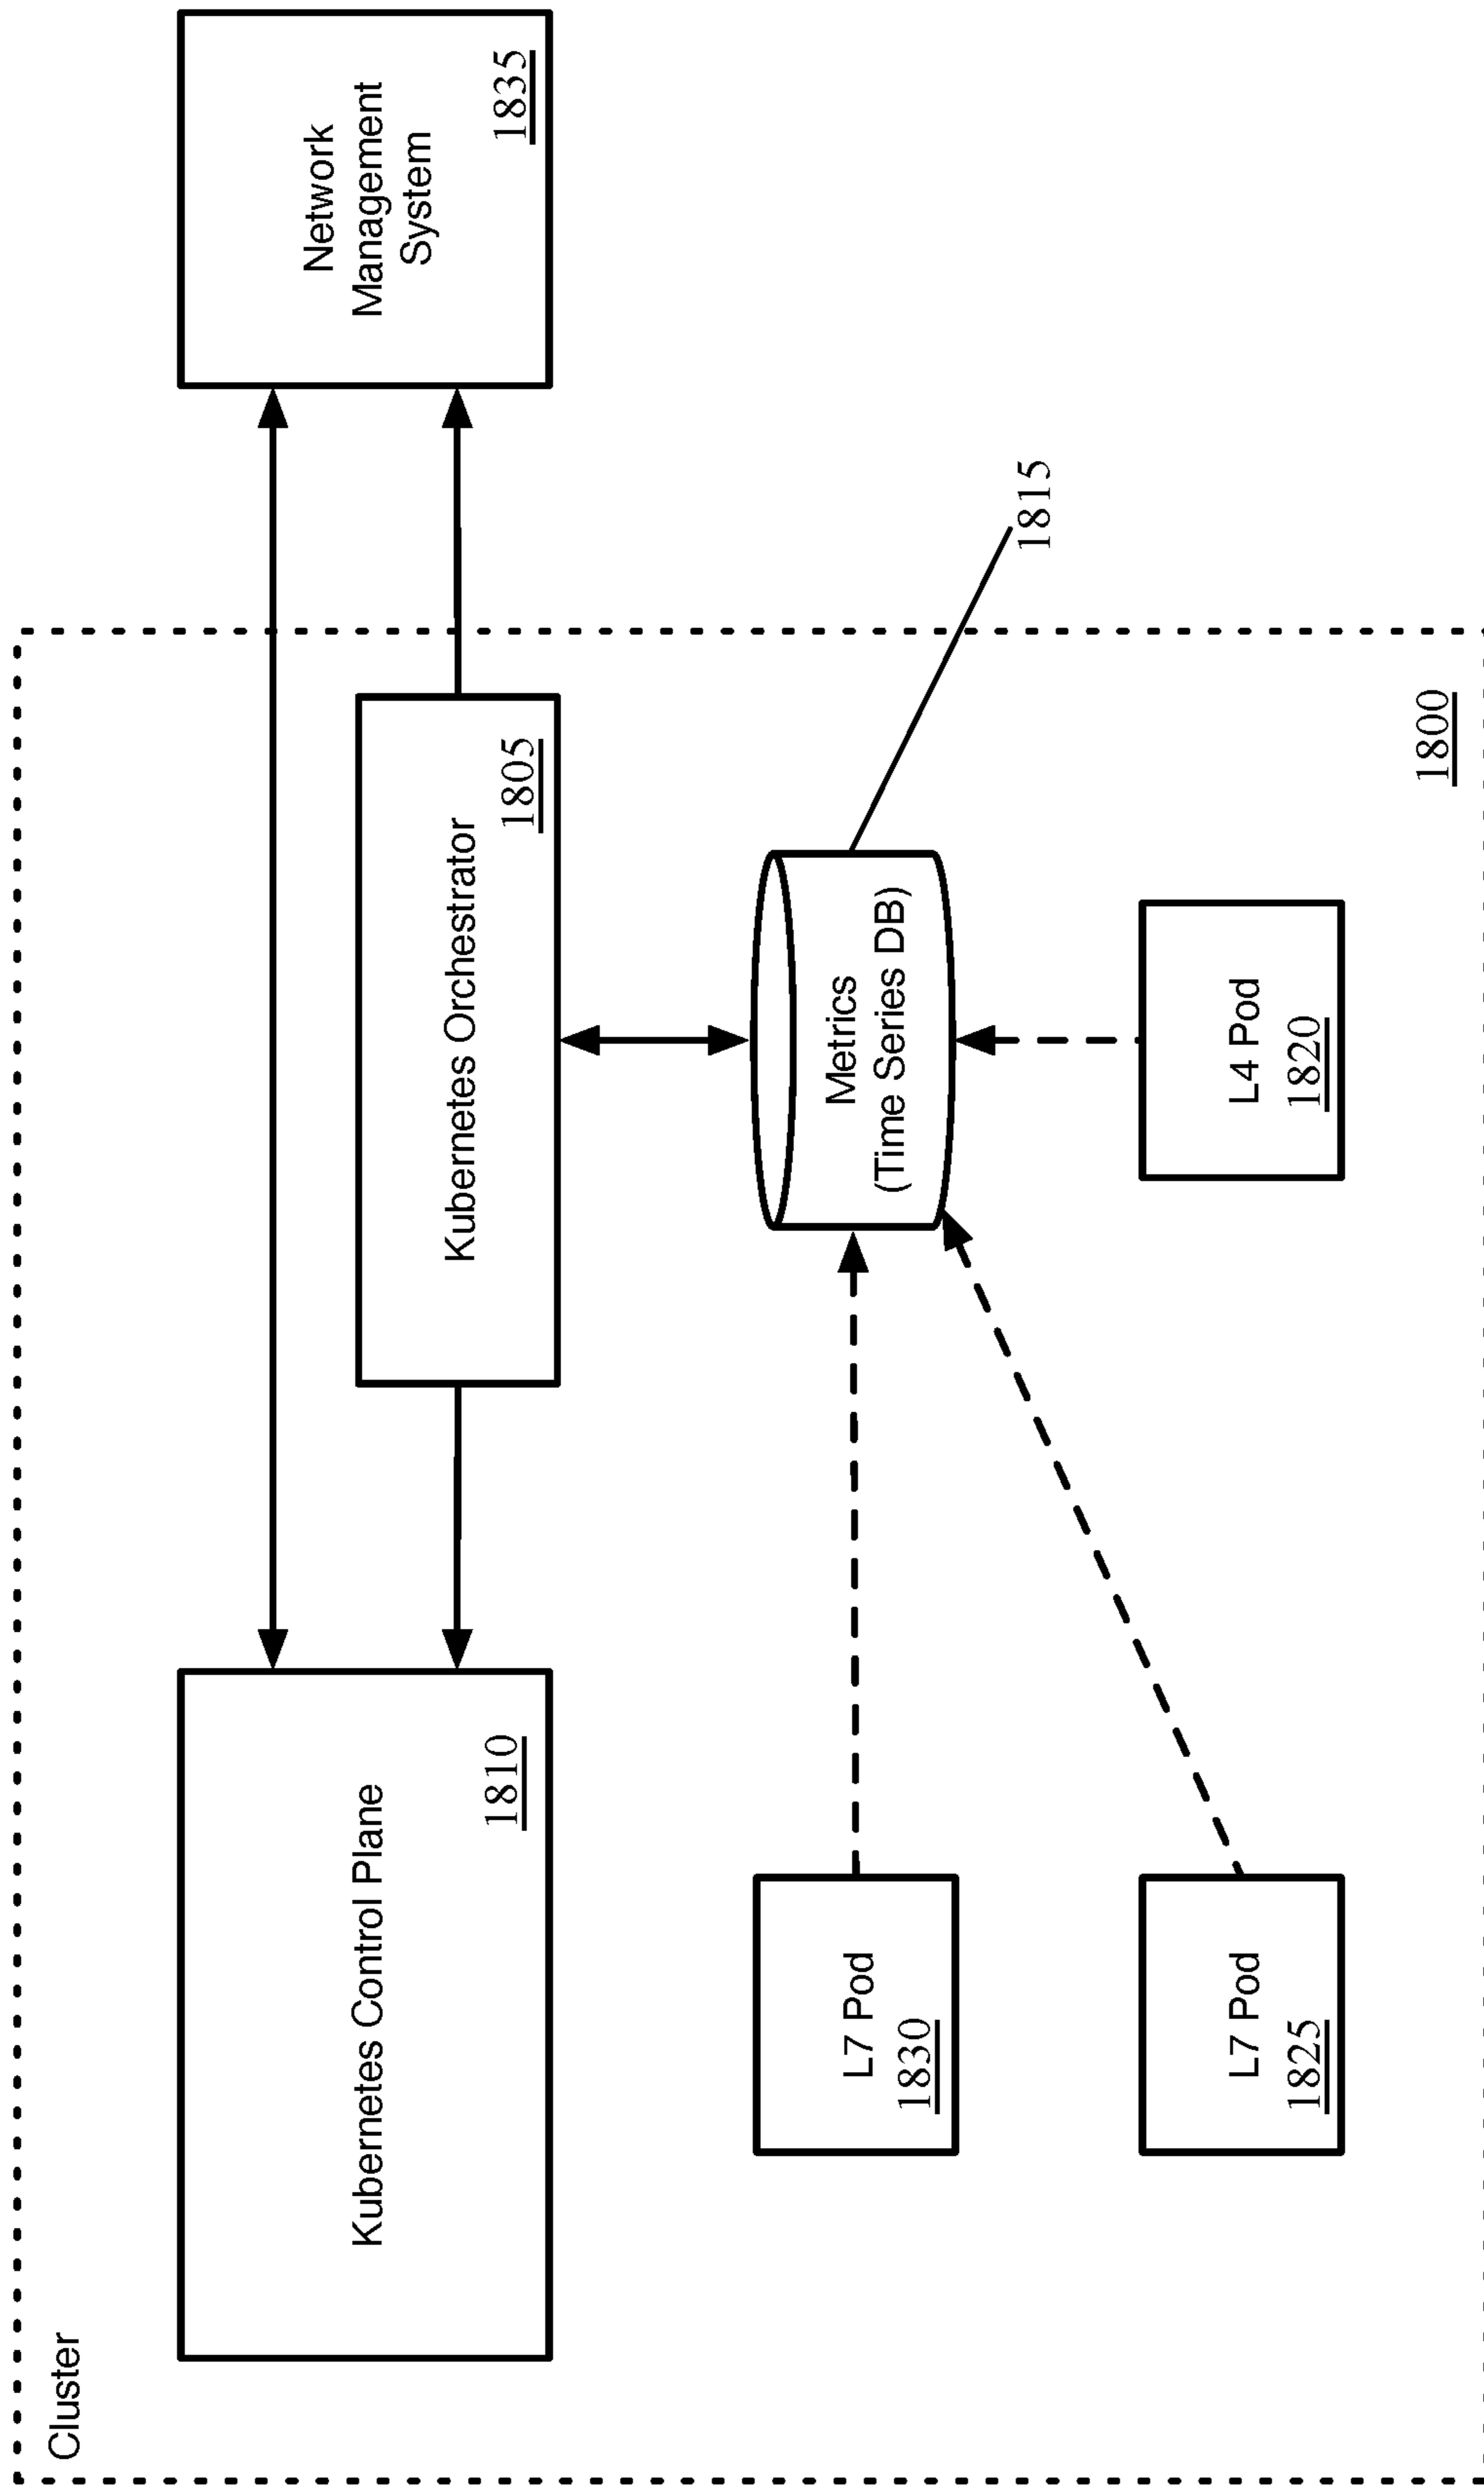 Cluster
Kubernetes Control Plane
1810
Kubernetes Orchestrator
1805
Network
Management
System
1835
L7 Pod
1830
Metrics
(Time Series DB)
1815
L7 Pod
1825
L4 Pod
1820
1800